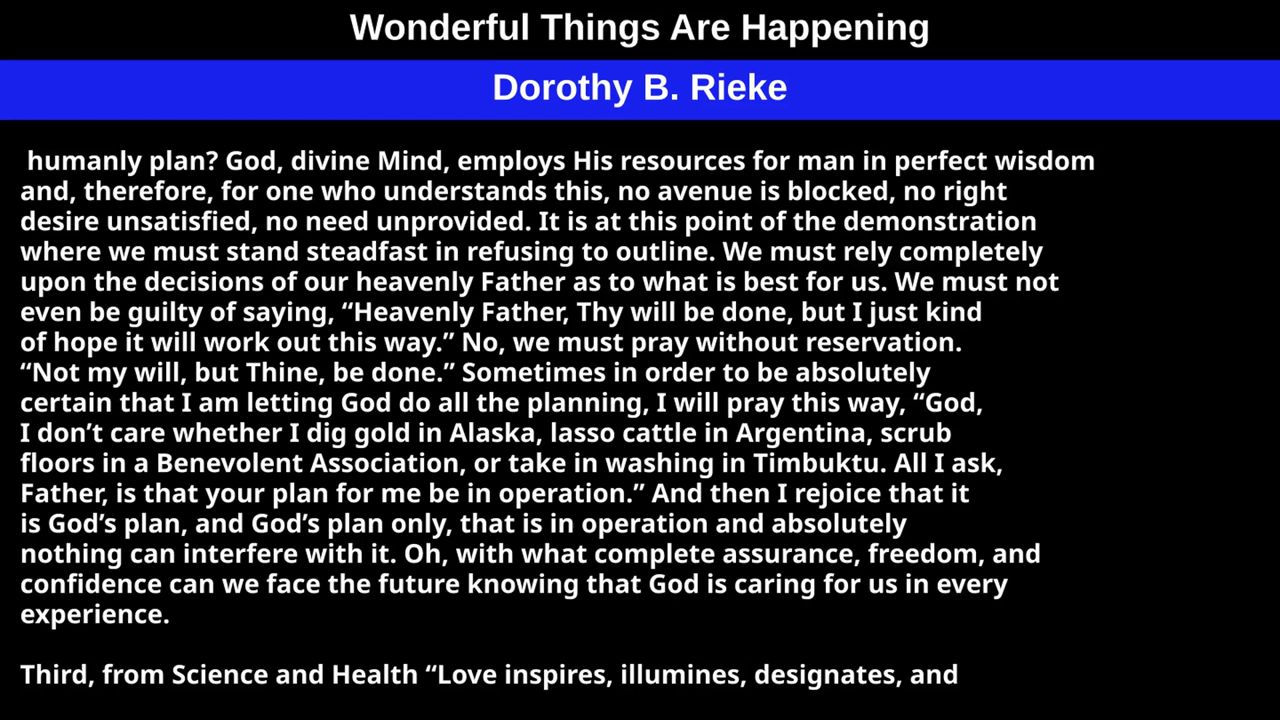 Wonderful Things Are Happening
Dorothy B. Rieke
humanly plan? God, divine Mind, employs His resources for man in perfect wisdom
and, therefore, for one who understands this, no avenue is blocked, no right
desire unsatisfied, no need unprovided. It is at this point of the demonstration
where we must stand steadfast in refusing to outline. We must rely completely
upon the decisions of our heavenly Father as to what is best for us. We must not
even be guilty of saying, “Heavenly Father, Thy will be done, but I just kind
of hope it will work out this way.” No, we must pray without reservation.
“Not my will, but Thine, be done.” Sometimes in order to be absolutely
certain that I am letting God do all the planning, I will pray this way, “God,
I don’t care whether I dig gold in Alaska, lasso cattle in Argentina, scrub
floors in a Benevolent Association, or take in washing in Timbuktu. All I ask,
Father, is that your plan for me be in operation.” And then I rejoice that it
is God’s plan, and God’s plan only, that is in operation and absolutely
nothing can interfere with it. Oh, with what complete assurance, freedom, and
confidence can we face the future knowing that God is caring for us in every
experience.
Third, from Science and Health “Love inspires, illumines, designates, and